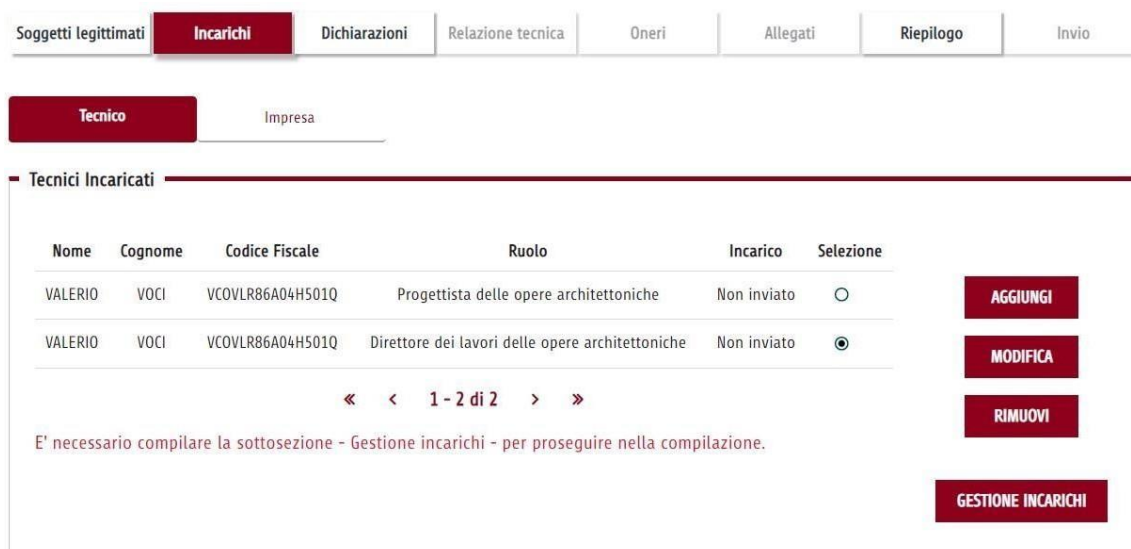 Soggetti legittimati Incarichi Dichiarazioni Relazione tecnica Oneri Allegati Riepilogo Invio
Tecnico Impresa
Tecnici Incaricati
Nome Cognome Codice Fiscale Ruolo Incarico Selezione
VALERIO VOCI VCOVLR86A04H501Q Progettista delle opere architettoniche Non inviato
AGGIUNGI
VALERIO VOCI VCOVLR86A04H501Q Direttore dei lavori delle opere architettoniche Non inviato
MODIFICA
« ‹ 1 - 2 di 2 › »
RIMUOVI
E' necessario compilare la sottosezione - Gestione incarichi - per proseguire nella compilazione.
GESTIONE INCARICHI